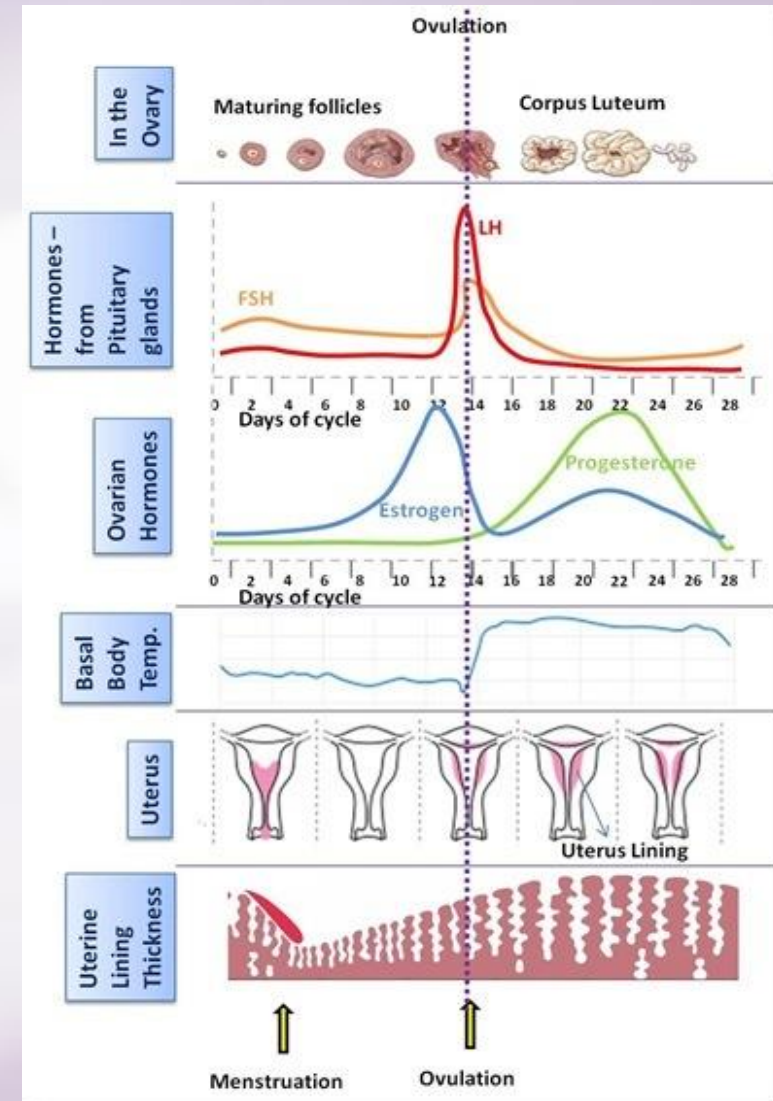 Ovulation
In the
Ovary
Maturing follicles
Corpus Luteum
Hormones –
from
Pituitary
glands
LH
FSH
0 2 4 6 8 10 12 14 16 18 20 22 24 26 28
Days of cycle
Ovarian
Hormones
Progesterone
Estrogen
0 2 4 6 8 10 12 14 16 18 20 22 24 26 28
Days of cycle
Basal
Body
Temp.
Uterus
Uterus Lining
Uterine
Lining
Thickness
Menstruation
Ovulation